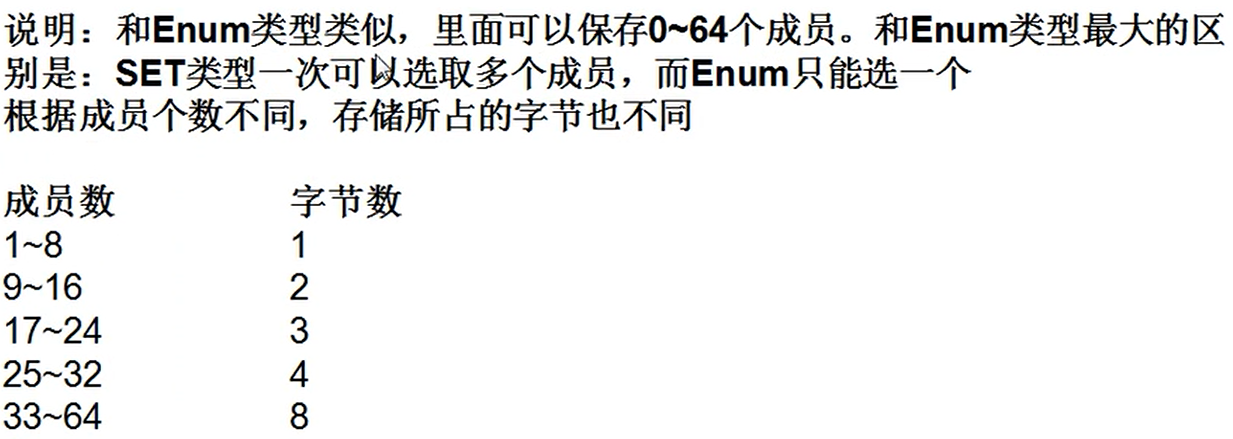 说明：和Enum类型类似，里面可以保存0~64个成员。和Enum类型最大的区
别是：SET类型一次可以选取多个成员，而Enum只能选一个
根据成员个数不同，存储所占的字节也不同
成员数 字节数
1~8 1
9~16 2
17~24 3
25~32 4
33~64 8